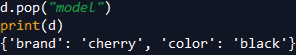 d.pop("model")
print(d)
{'brand': 'cherry', 'color': 'black'}